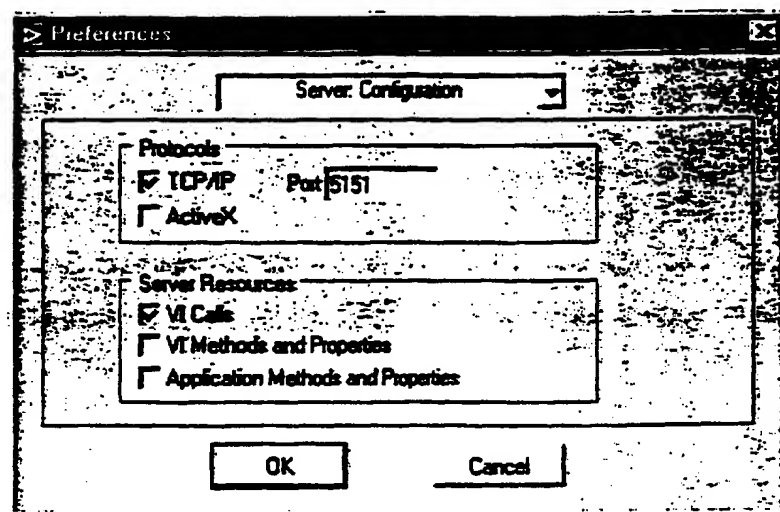 Preferences
Server: Configuration
Protocols
TCP/IP Port 5151
ActiveX
Server Resources
VI Calls
VI Methods and Properties
Application Methods and Properties
OK Cancel